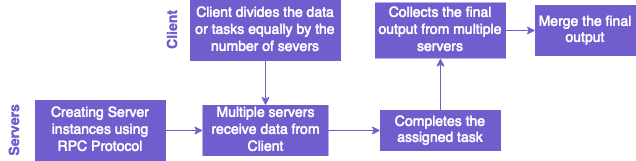 Client
Client divides the data
or tasks equally by the
number of severs
Collects the final
output from multiple
servers
Merge the final
output
Servers
Creating Server
instances using
RPC Protocol
Multiple servers
receive data from
Client
Completes the
assigned task